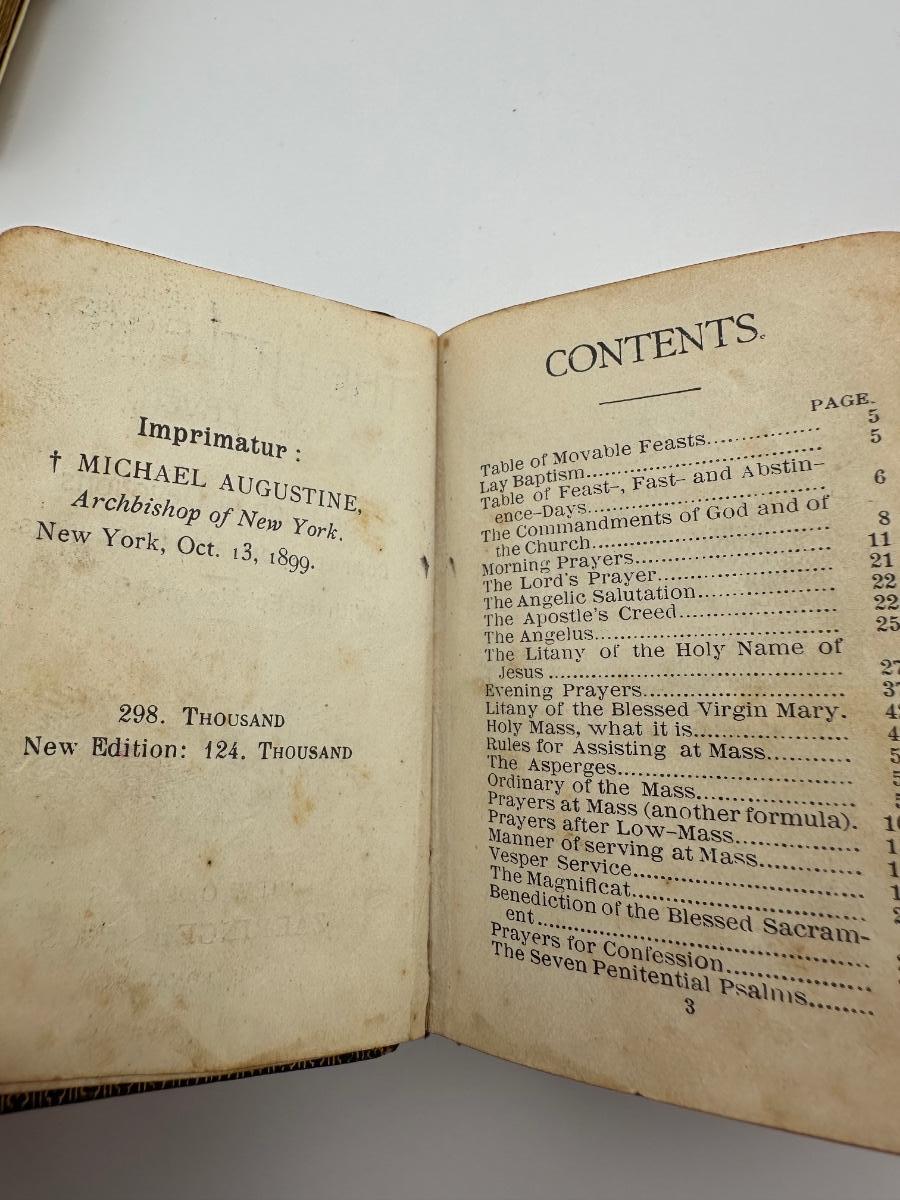 Imprimatur :
† MICHAEL AUGUSTINE,
Archbishop of New York.
New York, Oct. 13, 1899.
298. THOUSAND
New Edition: 124. THOUSAND
CONTENTS.
PAGE.
Table of Movable Feasts............... 5
Lay Baptism.............................. 5
Table of Feast-, Fast- and Abstin-
ence-Days.............................. 6
The Commandments of God and of
the Church.............................. 8
Morning Prayers........................ 11
The Lord's Prayer..................... 21
The Angelic Salutation............... 22
The Apostle's Creed.................. 22
The Angelus.............................. 25
The Litany of the Holy Name of
Jesus .................................... 27
Evening Prayers........................
Litany of the Blessed Virgin Mary.
Holy Mass, what it is..................
Rules for Assisting at Mass.........
The Asperges...........................
Ordinary of the Mass..................
Prayers at Mass (another formula).
Prayers after Low-Mass...............
Manner of serving at Mass............
Vesper Service...........................
The Magnificat...........................
Benediction of the Blessed Sacram-
ent.......................................
Prayers for Confession...............
The Seven Penitential Psalms.........
3